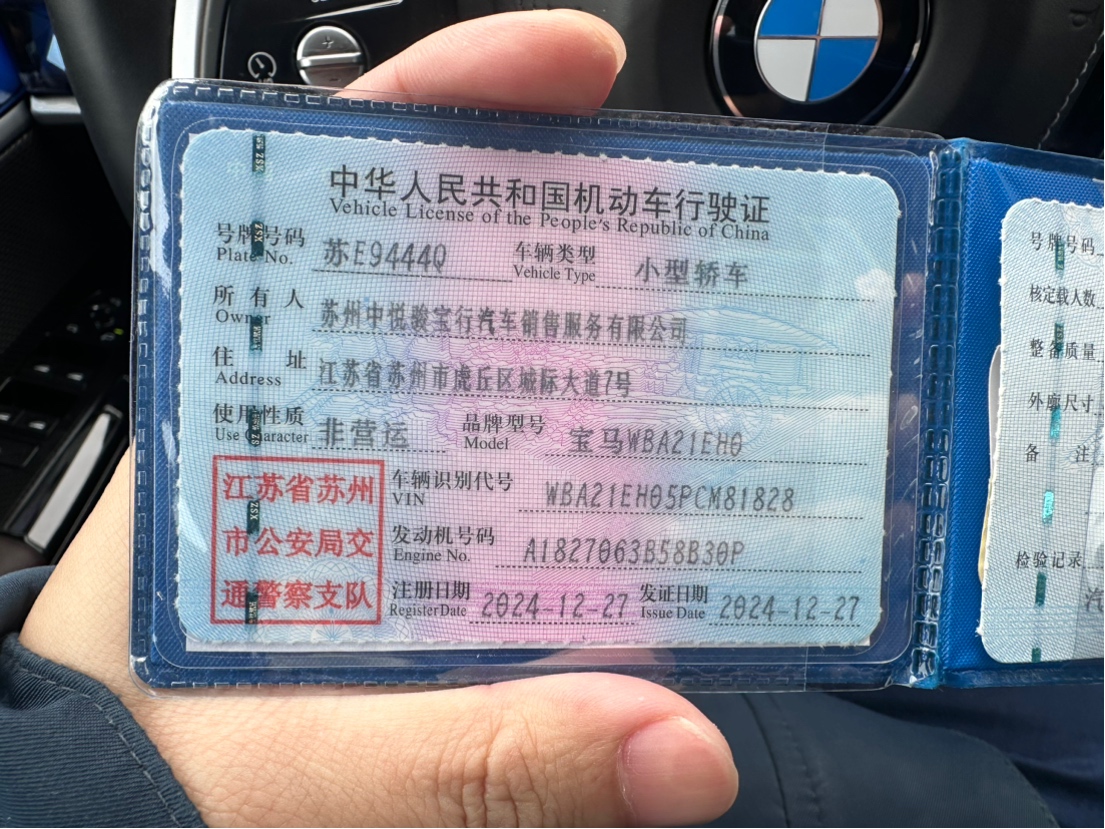 中华人民共和国机动车行驶证
Vehicle License of the People's Republic of China
号牌号码 Plate No. 苏E9444Q 车辆类型 Vehicle Type 小型轿车
所有人 Owner 苏州中悦骏宝行汽车销售服务有限公司
住址 Address 江苏省苏州市虎丘区城际大道7号
使用性质 Use Character 非营运 品牌型号 Model 宝马WBA21EH0
车辆识别代号 VIN WBA21EH05PCM81828
发动机号码 Engine No. A1827063B58B30P
注册日期 Register Date 2024-12-27 发证日期 Issue Date 2024-12-27
江苏省苏州
市公安局交
通警察支队
号牌号码
核定载人数
整备质量
外廓尺寸
备注
检验记录